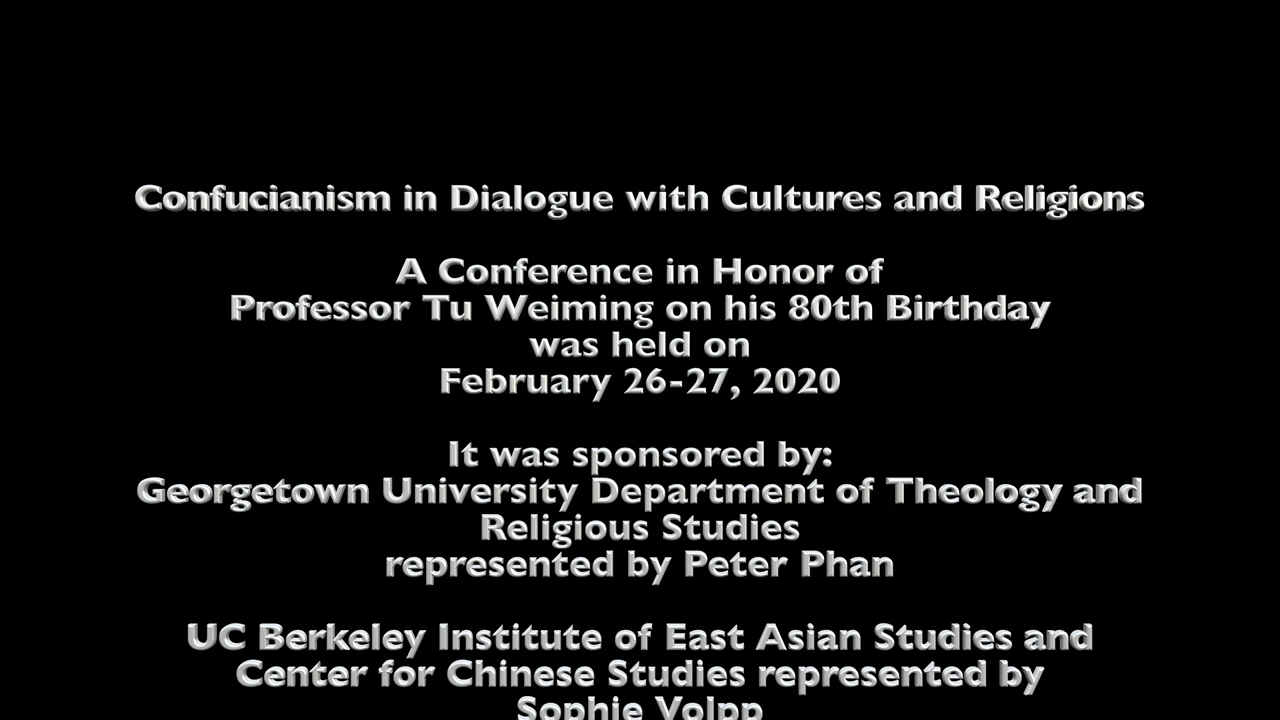 Confucianism in Dialogue with Cultures and Religions
A Conference in Honor of
Professor Tu Weiming on his 80th Birthday
was held on
February 26-27, 2020
It was sponsored by:
Georgetown University Department of Theology and
Religious Studies
represented by Peter Phan
UC Berkeley Institute of East Asian Studies and
Center for Chinese Studies represented by
Sophie Volpp